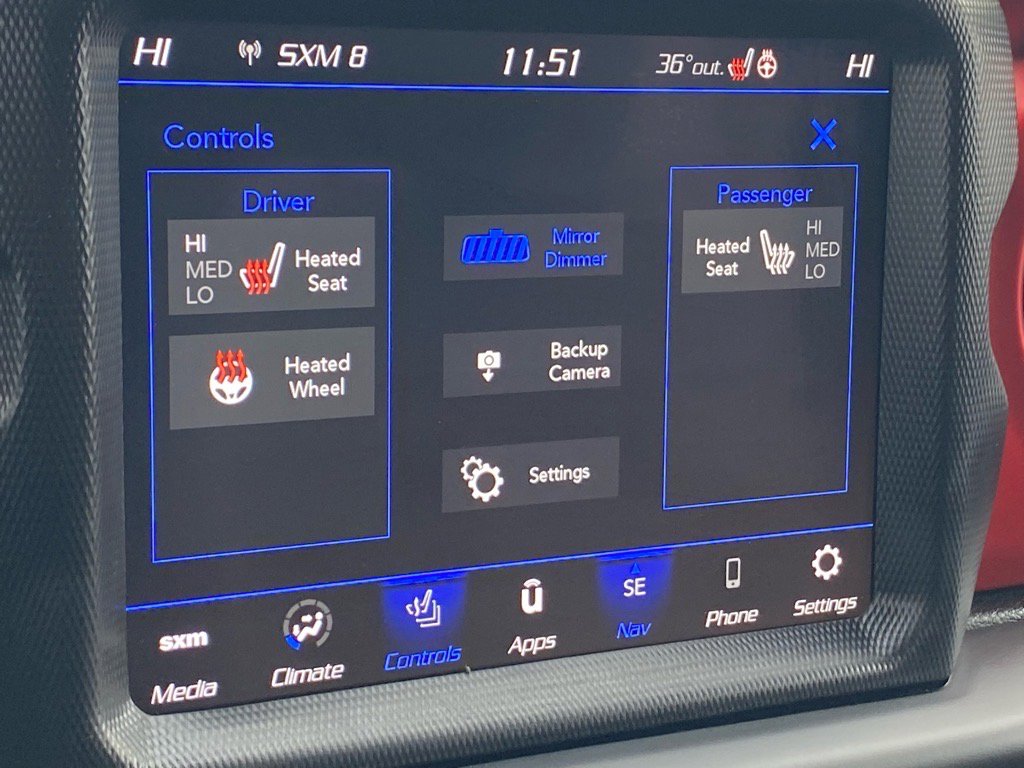 HI SXM 8 11:51 36°out. HI
Controls
Driver
HI
MED
LO
Heated
Seat
Heated
Wheel
Mirror
Dimmer
Backup
Camera
Settings
Passenger
Heated
Seat
HI
MED
LO
sxm
Media
Climate
Controls
u
Apps
SE
Nav
Phone
Settings